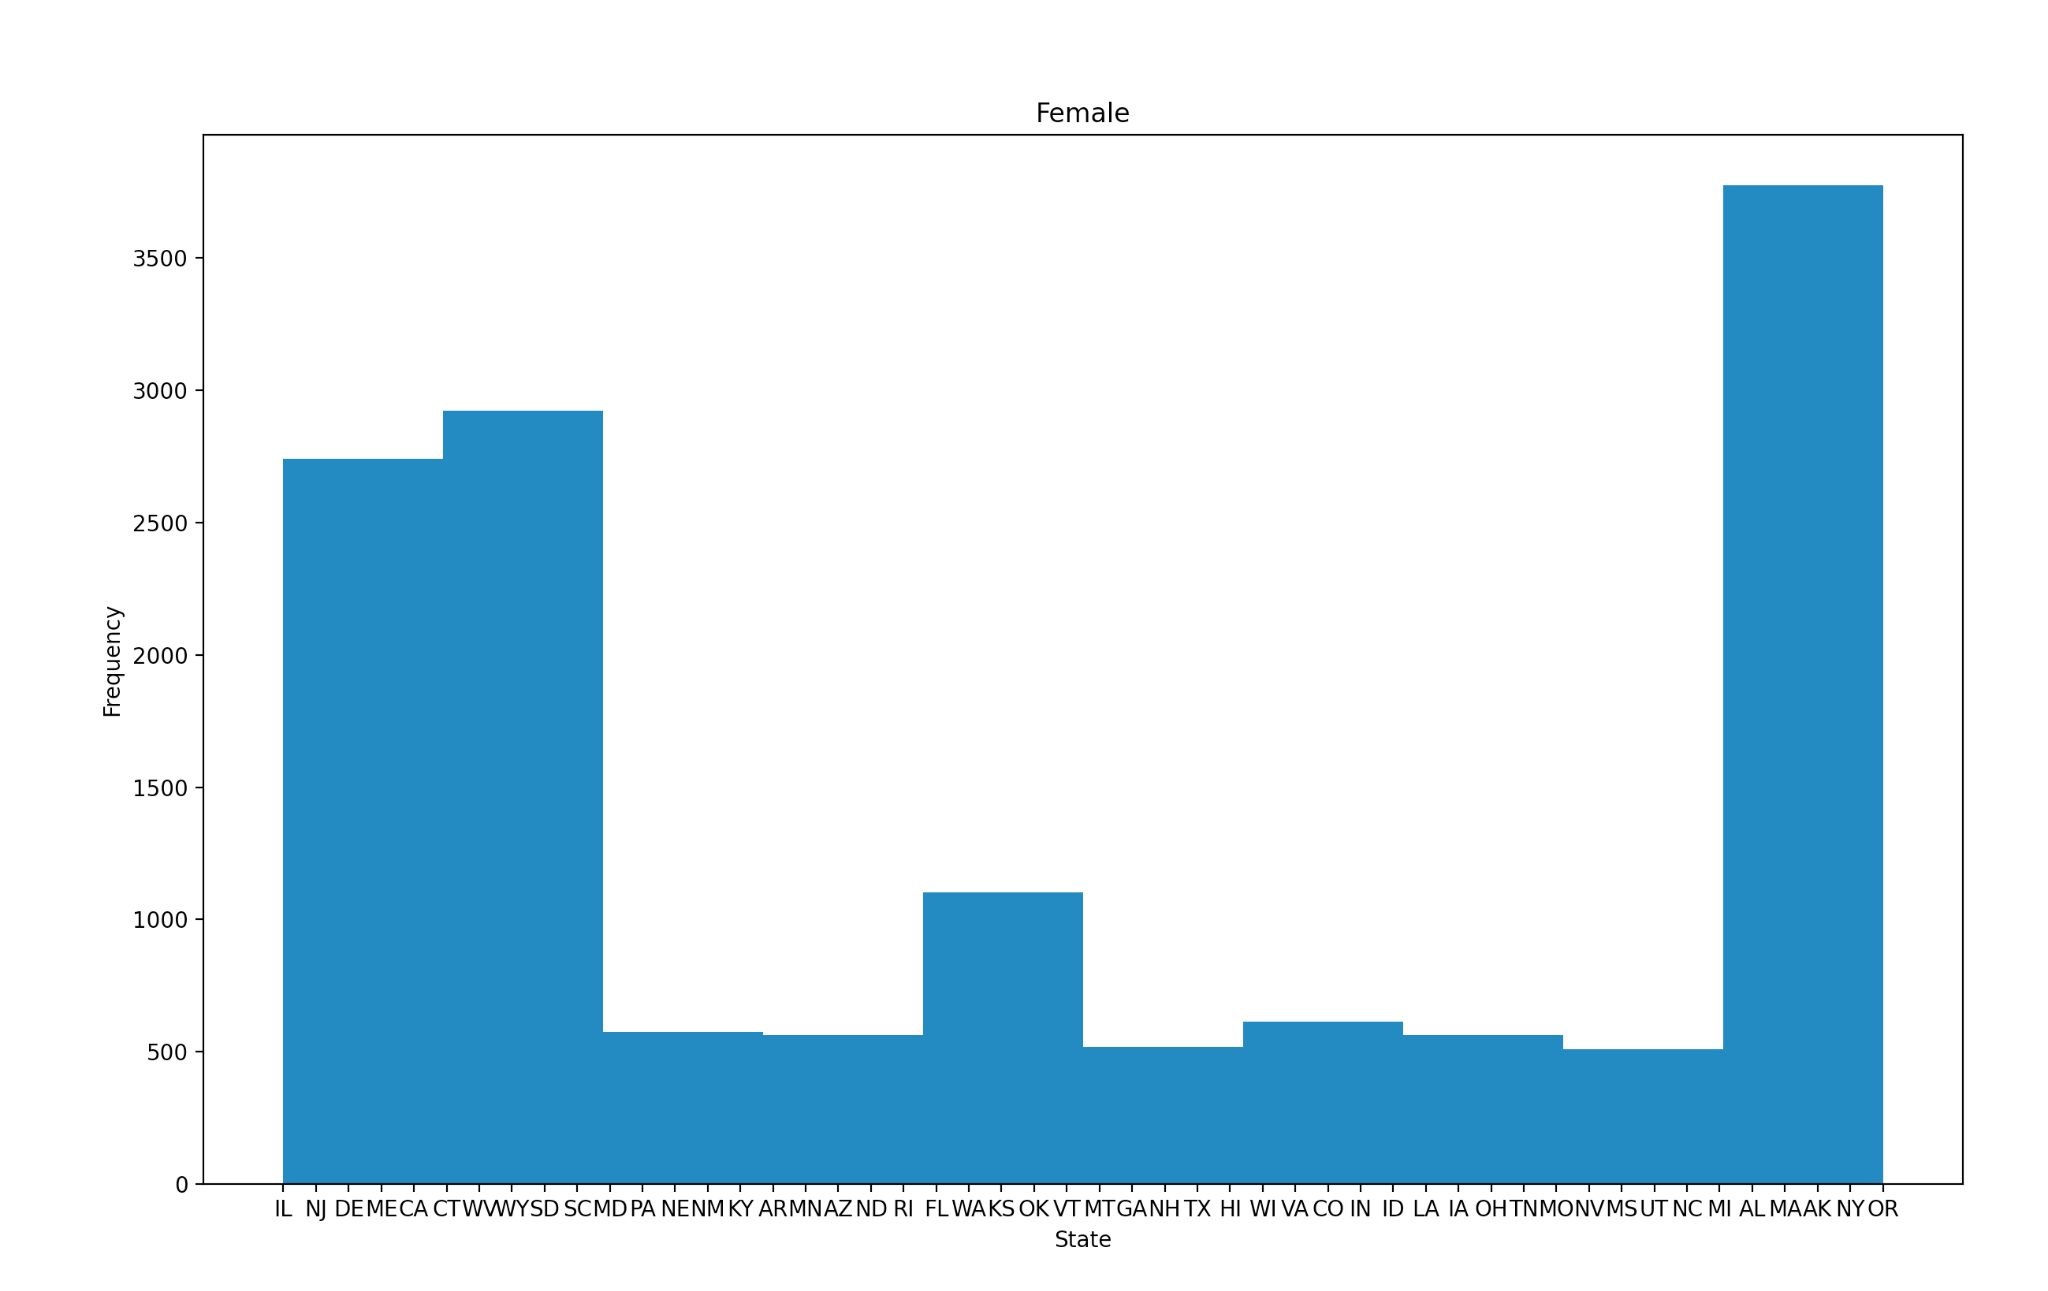 Female
3500
3000
2500
2000
1500
1000
500
0
Frequency
IL NJ DE ME CA CT WV WY SD SC MD PA NE NM KY AR MN AZ ND RI FL WA KS OK VT MT GA NH TX HI WI VA CO IN ID LA IA OH TN MO NV MS UT NC MI AL MA AK NY OR
State